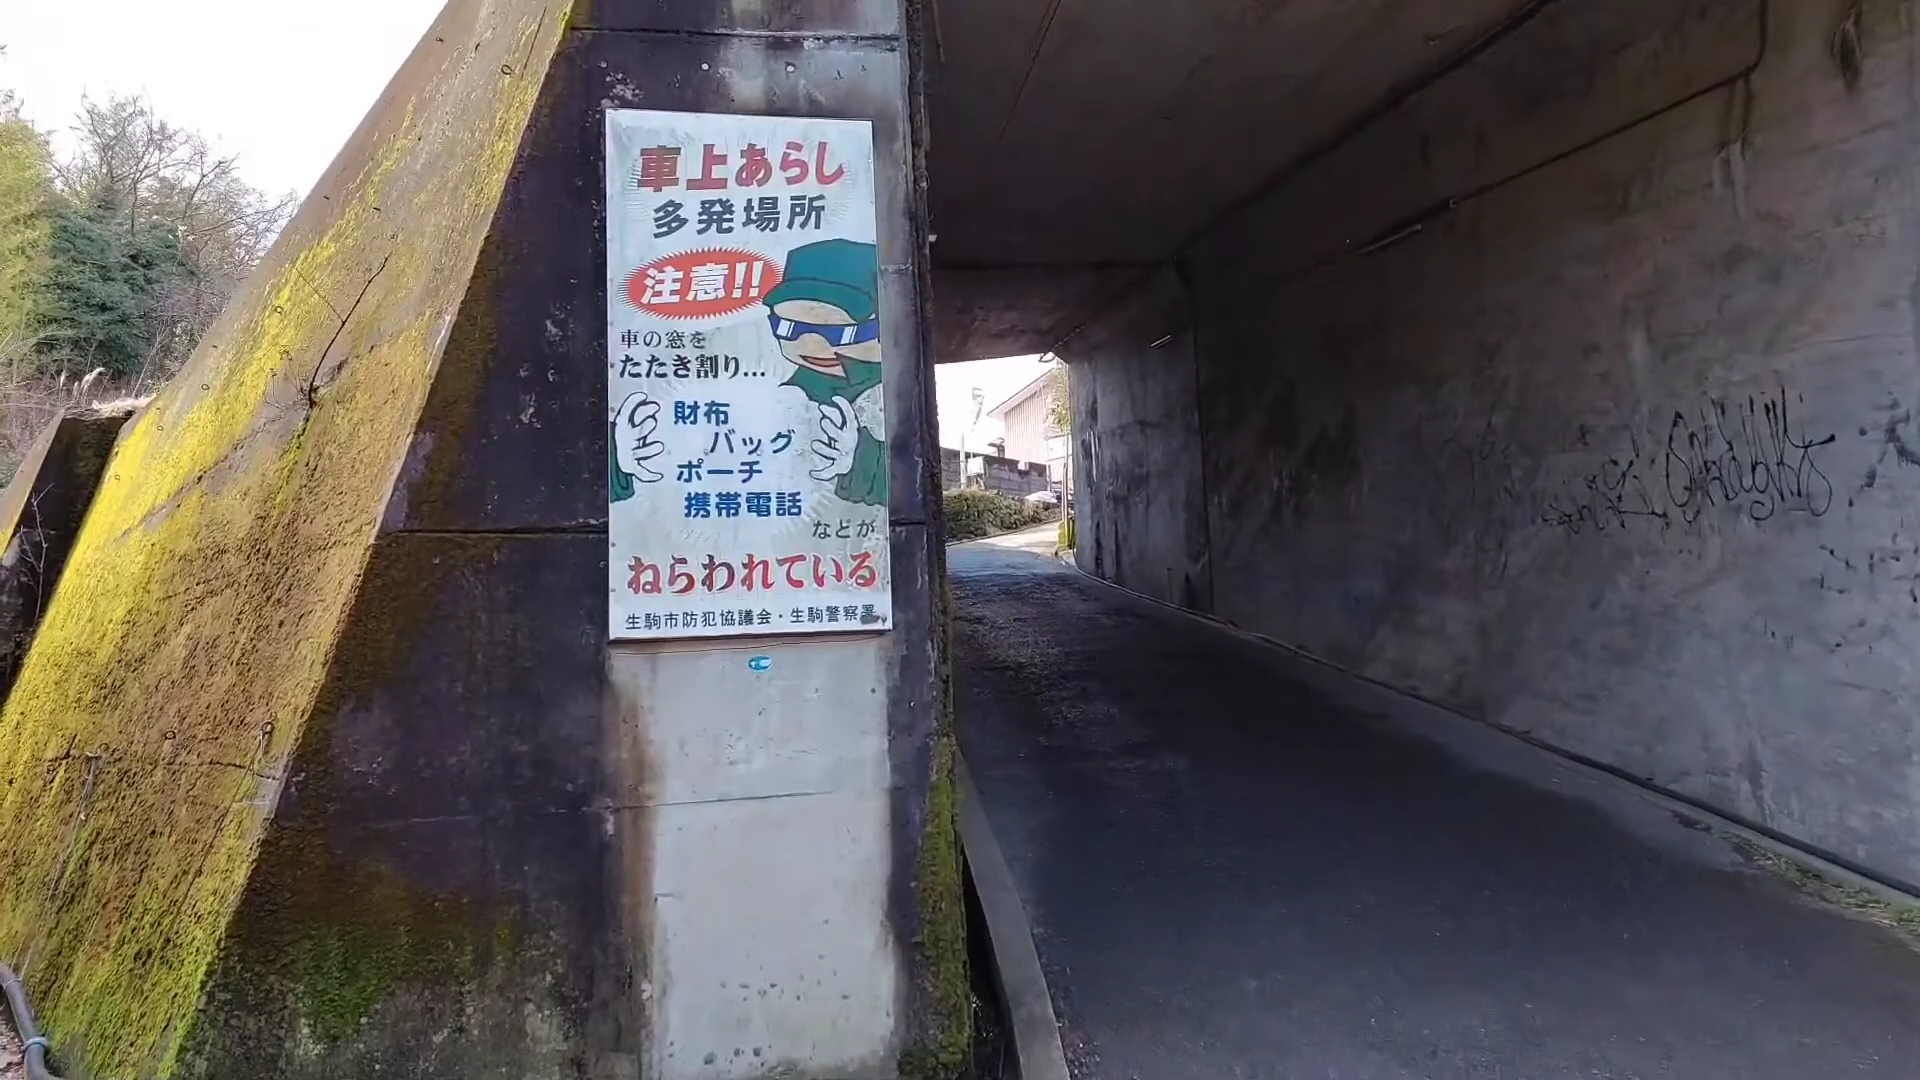 車上あらし
多発場所
注意!!
車の窓を
たたき割り…
財布
バッグ
ポーチ
携帯電話
などが
ねらわれている
生駒市防犯協議会・生駒警察署